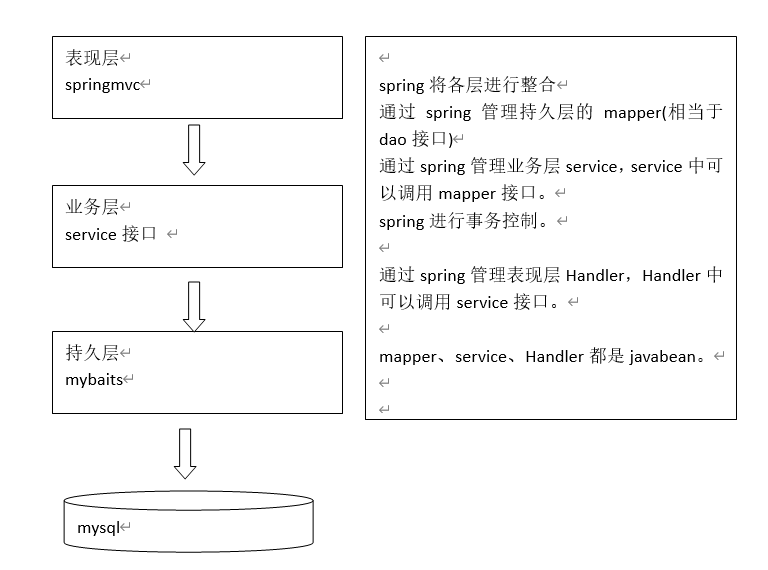 表现层
springmvc
业务层
service 接口
持久层
mybaits
mysql
spring 将各层进行整合
通过 spring 管理持久层的 mapper(相当于
dao 接口)
通过 spring 管理业务层 service，service 中可
以调用 mapper 接口。
spring 进行事务控制。
通过 spring 管理表现层 Handler，Handler 中
可以调用 service 接口。
mapper、service、Handler 都是 javabean。